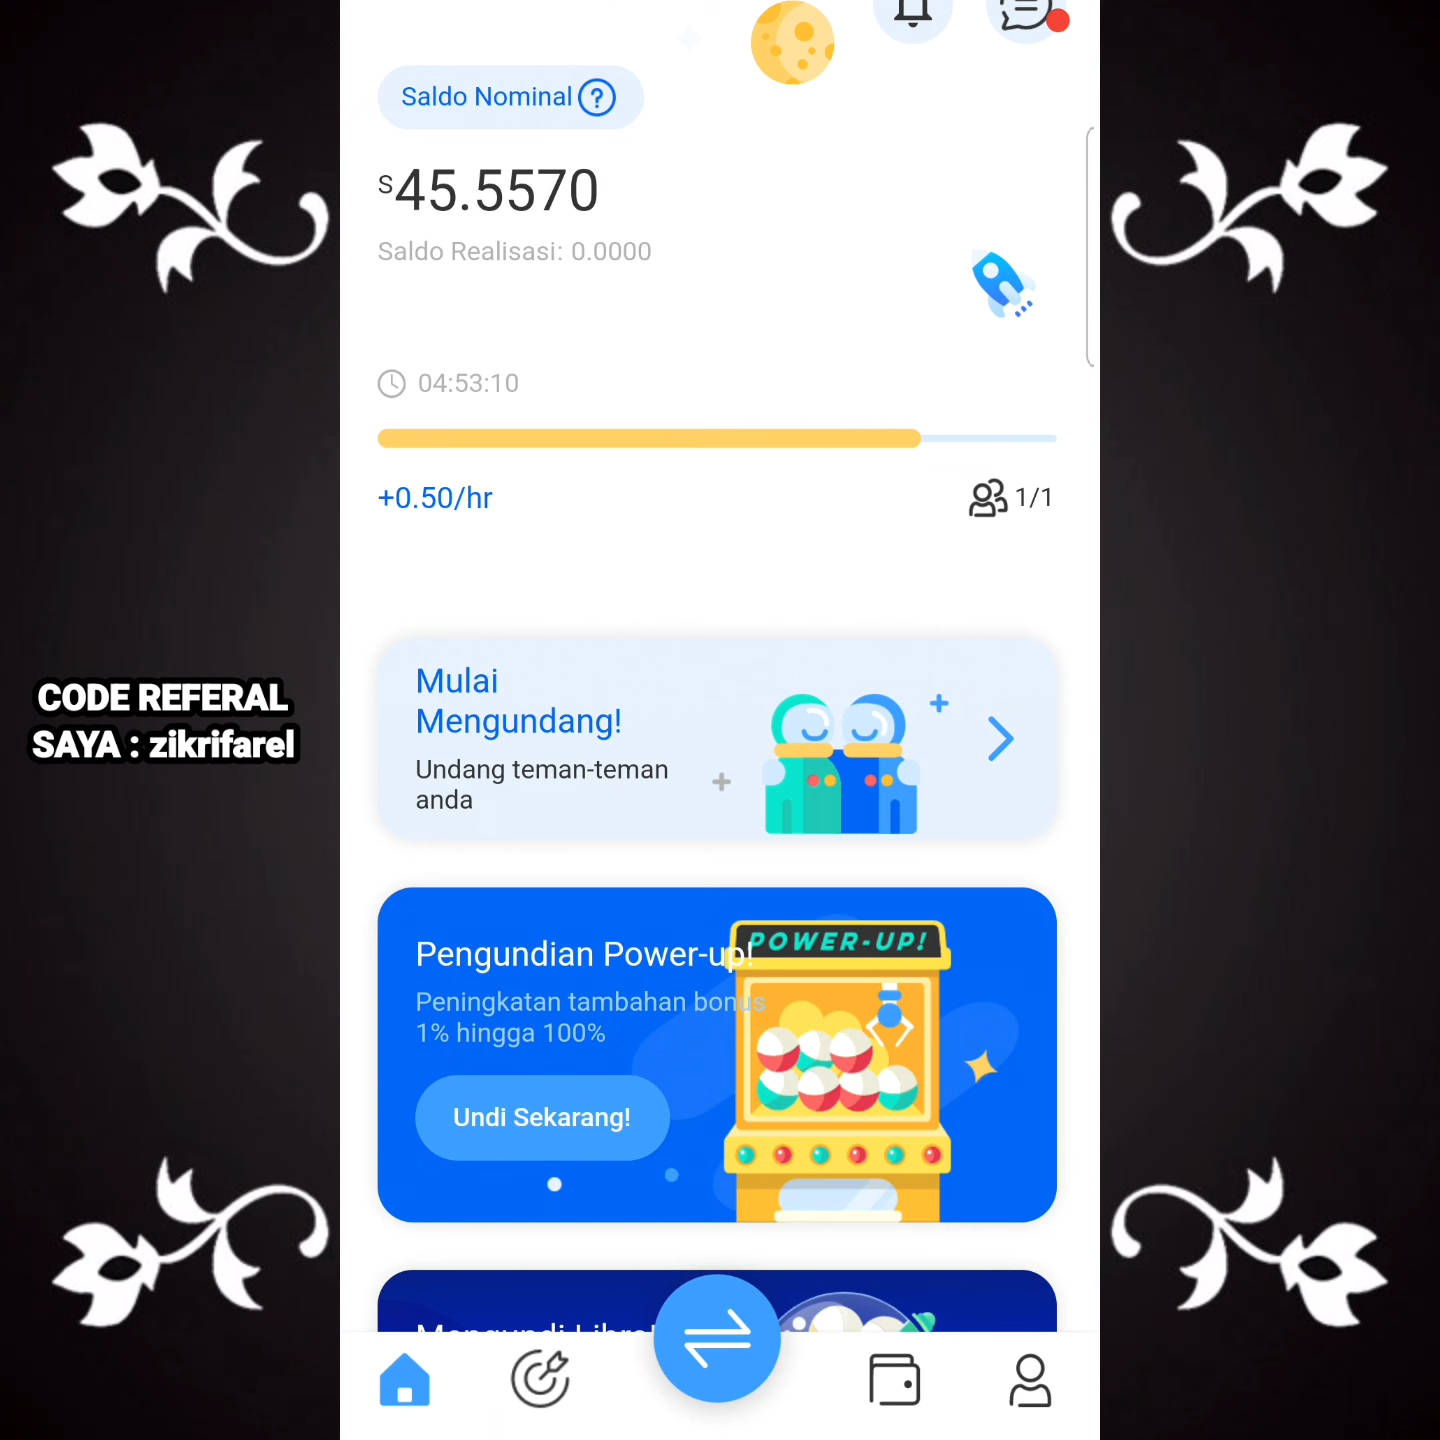 Saldo Nominal ?
S45.5570
Saldo Realisasi: 0.0000
04:53:10
+0.50/hr
1/1
CODE REFERAL
SAYA : zikrifarel
Mulai
Mengundang!
Undang teman-teman
anda
POWER-UP!
Pengundian Power-up!
Peningkatan tambahan bonus
1% hingga 100%
Undi Sekarang!